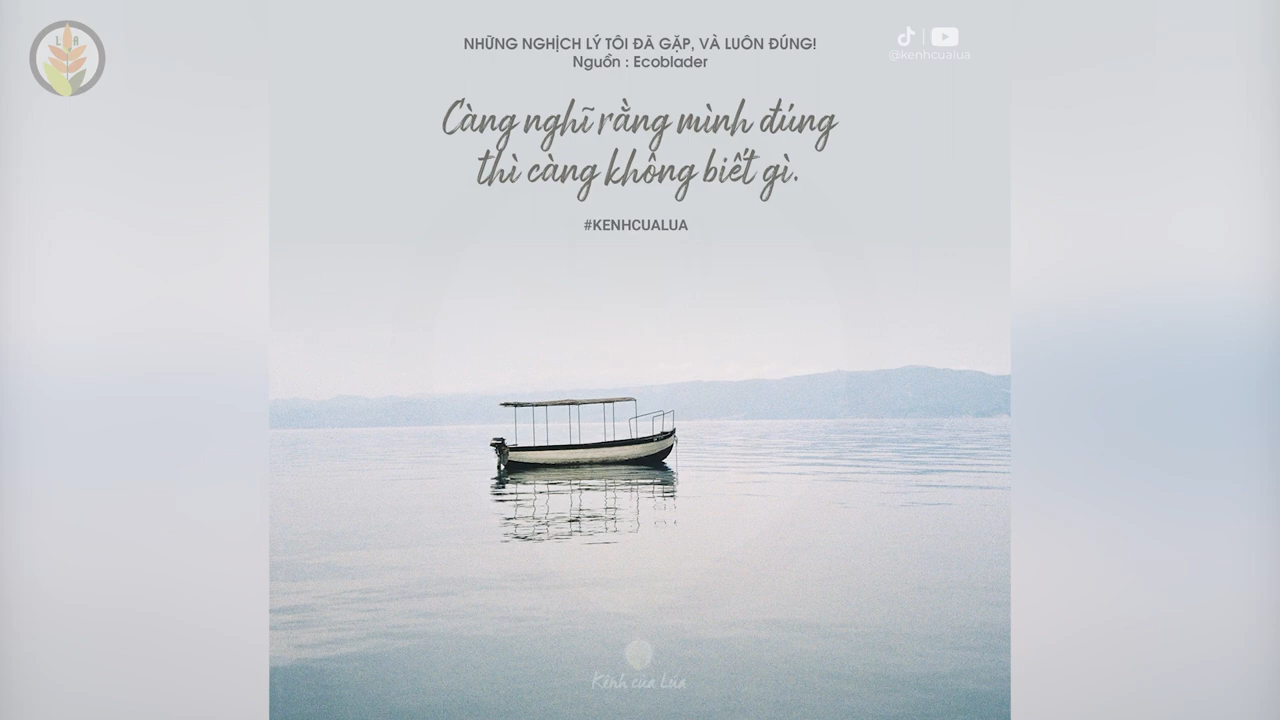 L A
NHỮNG NGHỊCH LÝ TÔI ĐÃ GẶP, VÀ LUÔN ĐÚNG!
Nguồn : Ecoblader
@kenhcualua
Càng nghĩ rằng mình đúng
thì càng không biết gì.
#KENHCUALUA
Kênh của Lúa